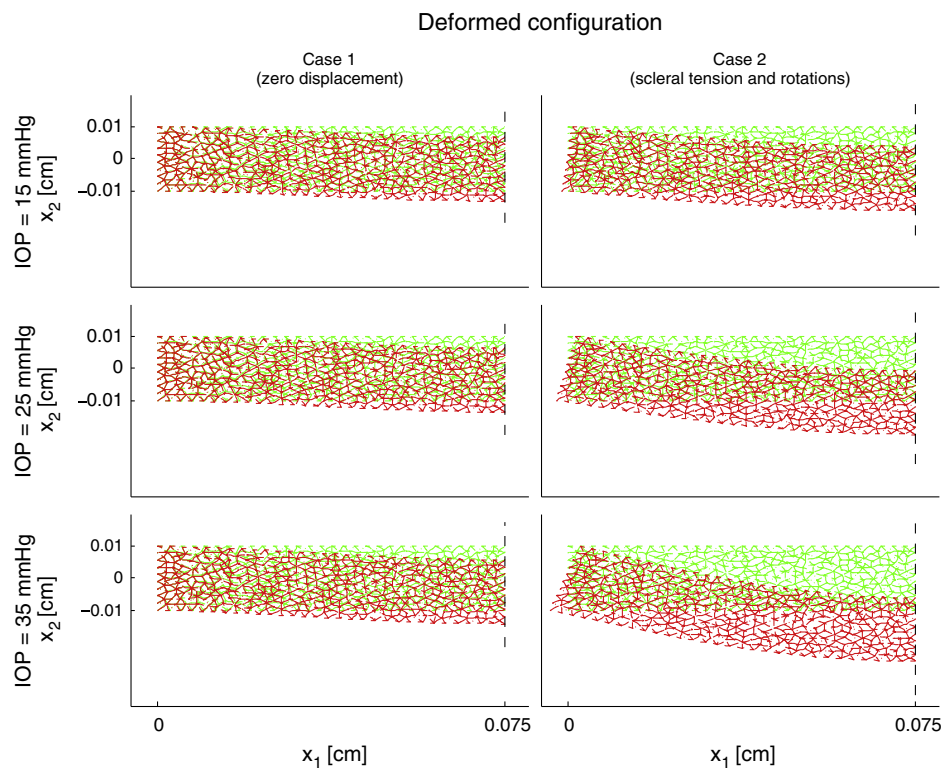 Deformed configuration
Case 1
(zero displacement)
Case 2
(scleral tension and rotations)
IOP = 15 mmHg
x2 [cm]
0.01
0
−0.01
IOP = 25 mmHg
x2 [cm]
0.01
0
−0.01
IOP = 35 mmHg
x2 [cm]
0.01
0
−0.01
0
0.075
0
0.075
x1 [cm]
x1 [cm]